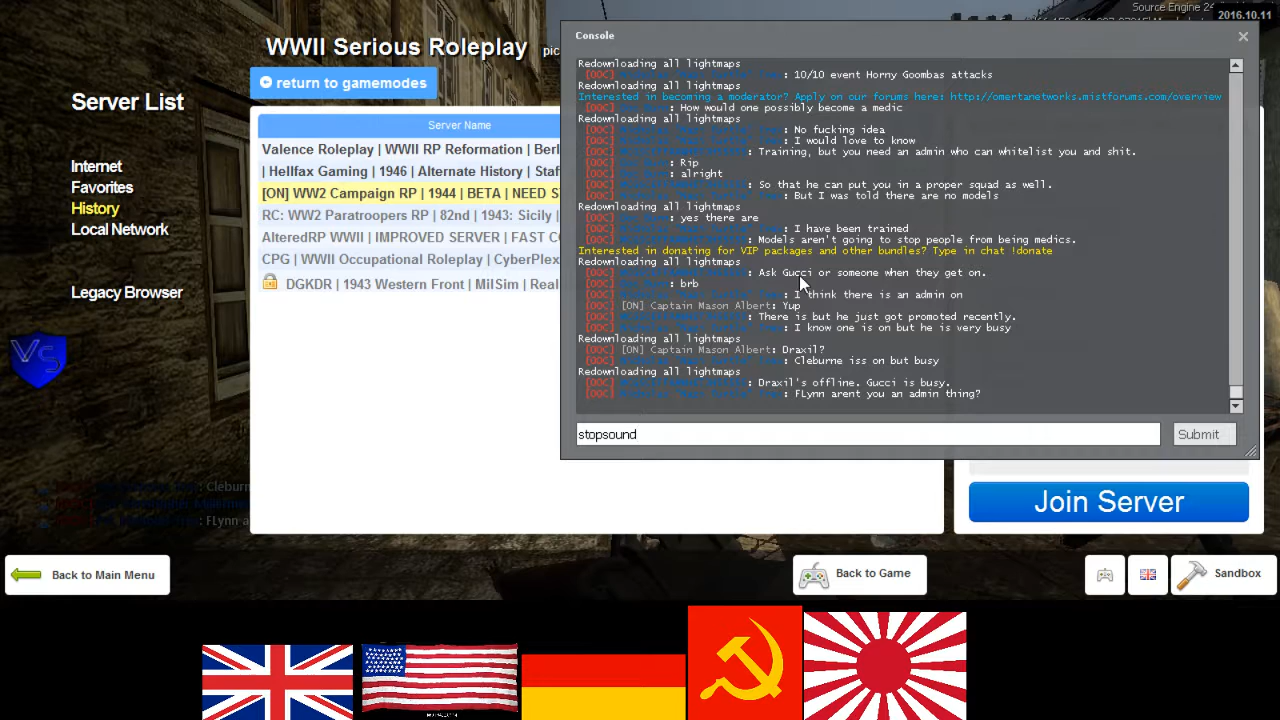 Source Engine 24
2016.10.11
WWII Serious Roleplay
pic
return to gamemodes
Server List
Internet
Favorites
History
Local Network
Legacy Browser
VS
Server Name
Valence Roleplay | WWII RP Reformation | Berl
| Hellfax Gaming | 1946 | Alternate History | Staf
[ON] WW2 Campaign RP | 1944 | BETA | NEED S
RC: WW2 Paratroopers RP | 82nd | 1943: Sicily |
AlteredRP WWII | IMPROVED SERVER | FAST CO
CPG | WWII Occupational Roleplay | CyberPlex
DGKDR | 1943 Western Front | MilSim | Real
Console
Redownloading all lightmaps
[OOC] : 10/10 event Horny Goombas attacks
Redownloading all lightmaps
Interested in becoming a moderator? Apply on our forums here: http://omertanetworks.mistforums.com/overview
[OOC] : How would one possibly become a medic
Redownloading all lightmaps
[OOC] : No fucking idea
[OOC] : I would love to know
[OOC] : Training, but you need an admin who can whitelist you and shit.
[OOC] : Rip
[OOC] : alright
[OOC] : So that he can put you in a proper squad as well.
[OOC] : But I was told there are no models
Redownloading all lightmaps
[OOC] : yes there are
[OOC] : I have been trained
[OOC] : Models aren't going to stop people from being medics.
Interested in donating for VIP packages and other bundles? Type in chat !donate
Redownloading all lightmaps
[OOC] : Ask Gucci or someone when they get on.
[OOC] : brb
[OOC] : I think there is an admin on
[OOC] [ON] Captain Mason Albert: Yup
[OOC] : There is but he just got promoted recently.
[OOC] : I know one is on but he is very busy
Redownloading all lightmaps
[OOC] [ON] Captain Mason Albert: Draxil?
[OOC] : Cleburne iss on but busy
Redownloading all lightmaps
[OOC] : Draxil's offline. Gucci is busy.
[OOC] : FLynn arent you an admin thing?
stopsound
Submit
: Cleburn
: FLynn a
Join Server
Back to Main Menu
Back to Game
Sandbox